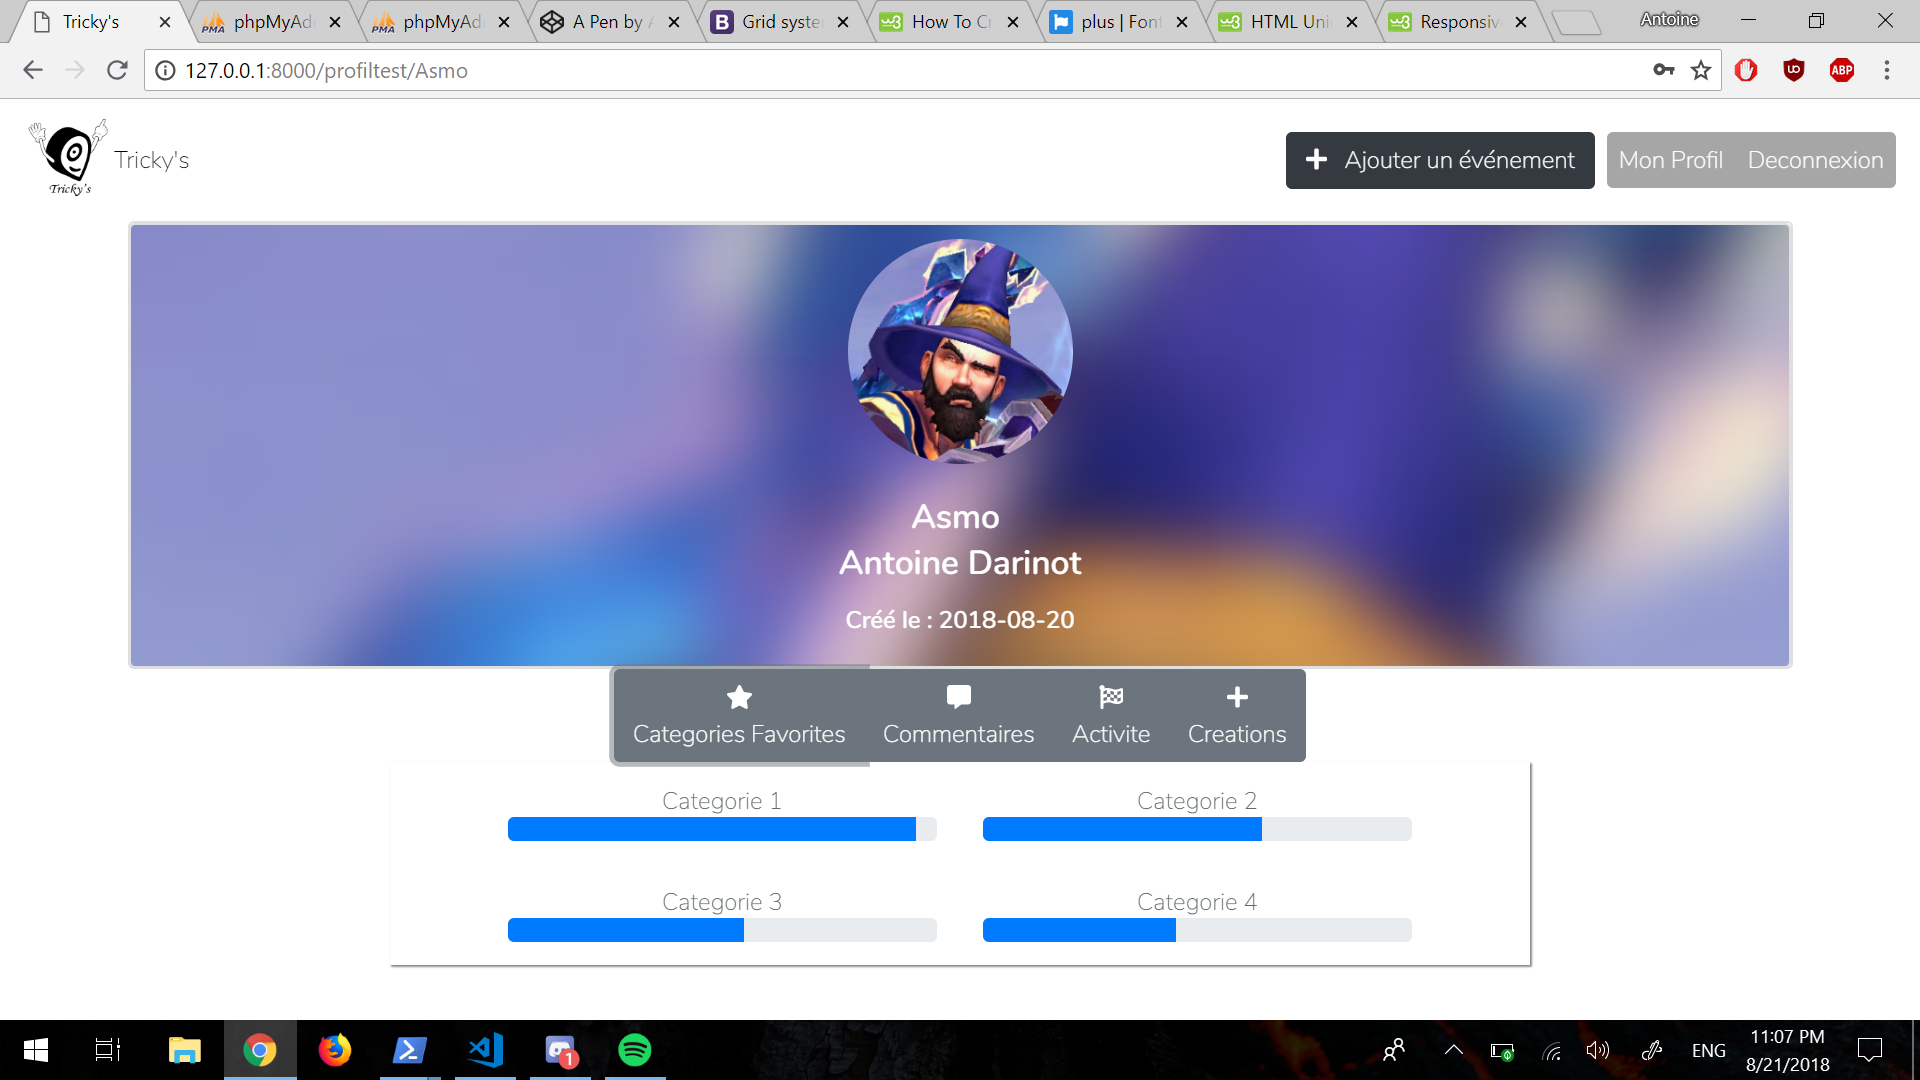 Tricky's
phpMyAd
phpMyAd
A Pen by
Grid syste
How To C
plus | Font
HTML Uni
Responsiv
Antoine
127.0.0.1:8000/profiltest/Asmo
ABP
Tricky's
Tricky's
Ajouter un événement
Mon Profil
Deconnexion
Asmo
Antoine Darinot
Créé le : 2018-08-20
Categories Favorites
Commentaires
Activite
Creations
Categorie 1
Categorie 2
Categorie 3
Categorie 4
1
ENG
11:07 PM
8/21/2018